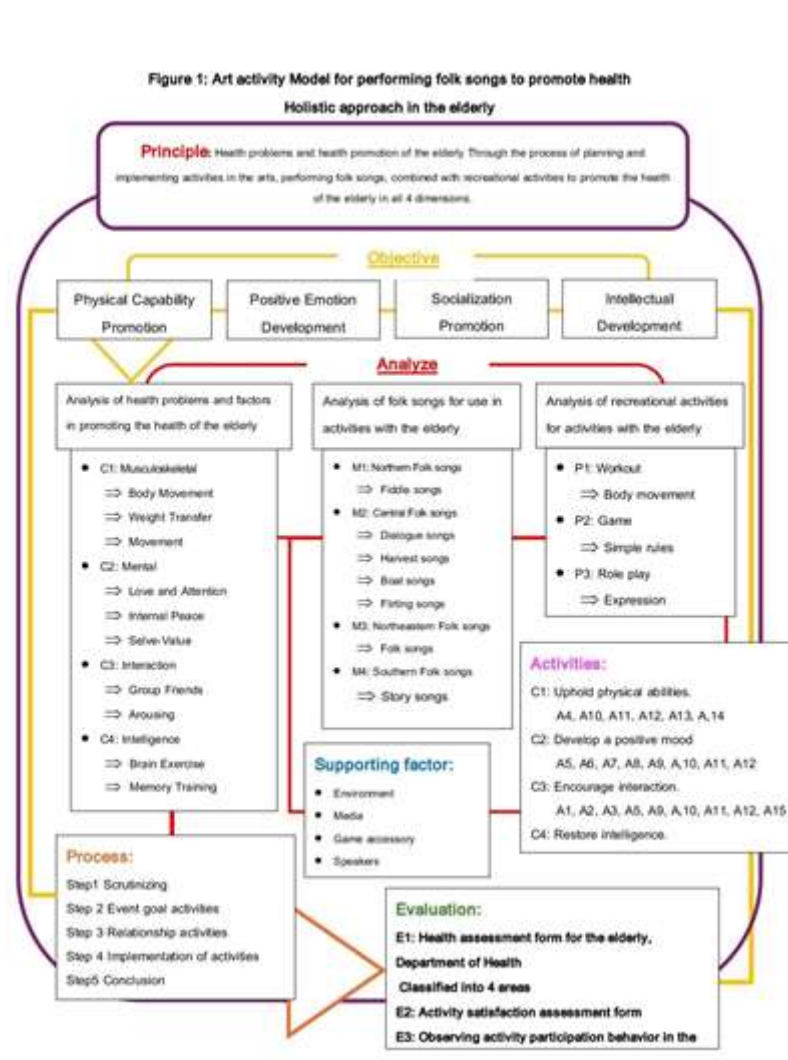 Figure 1: Art activity Model for performing folk songs to promote health
Holistic approach in the elderly
Principle: Health problems and health promotion of the elderly Through the process of planning and
implementing activities in the arts, performing folk songs, combined with recreational activities to promote the health
of the elderly in all 4 dimensions.
Objective
Physical Capability
Promotion
Positive Emotion
Development
Socialization
Promotion
Intellectual
Development
Analyze
Analysis of health problems and factors
in promoting the health of the elderly
Analysis of folk songs for use in
activities with the elderly
Analysis of recreational activities
for activities with the elderly
• C1: Musculoskeletal
⇒ Body Movement
⇒ Weight Transfer
⇒ Movement
• C2: Mental
⇒ Love and Attention
⇒ Internal Peace
⇒ Selve-Value
• C3: Interaction
⇒ Group Friends
⇒ Arousing
• C4: Intelligence
⇒ Brain Exercise
⇒ Memory Training
• M1: Northern Folk songs
⇒ Fiddle songs
• M2: Central Folk songs
⇒ Dialogue songs
⇒ Harvest songs
⇒ Boat songs
⇒ Flirting songs
• M3: Northeastern Folk songs
⇒ Folk songs
• M4: Southern Folk songs
⇒ Story songs
• P1: Workout
⇒ Body movement
• P2: Game
⇒ Simple rules
• P3: Role play
⇒ Expression
Activities:
C1: Uphold physical abilities.
A4, A10, A11, A12, A13, A,14
C2: Develop a positive mood
A5, A6, A7, A8, A9, A,10, A11, A12
C3: Encourage interaction.
A1, A2, A3, A5, A9, A,10, A11, A12, A15
C4: Restore intelligence.
Supporting factor:
• Environment
• Media
• Game accessory
• Speakers
Process:
Step1 Scrutinizing
Step 2 Event goal activities
Step 3 Relationship activities
Step 4 Implementation of activities
Step5 Conclusion
Evaluation:
E1: Health assessment form for the elderly,
Department of Health
Classified into 4 areas
E2: Activity satisfaction assessment form
E3: Observing activity participation behavior in the